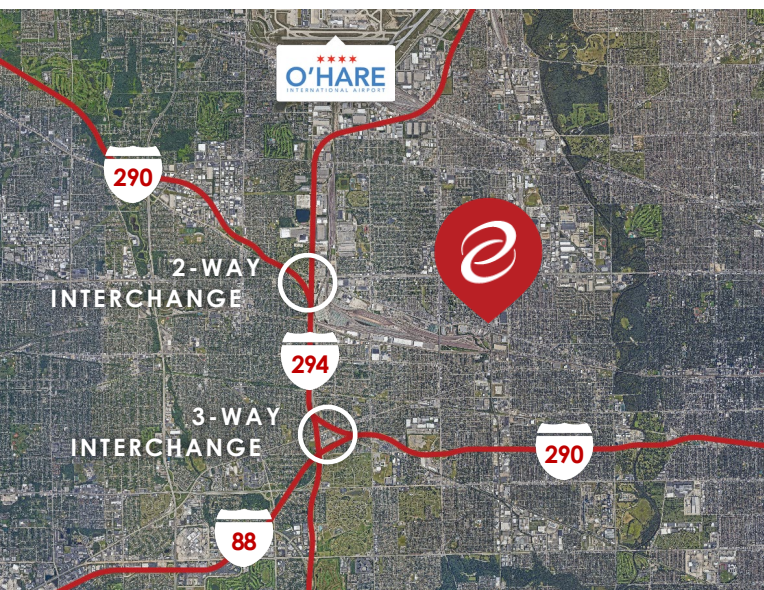 O'HARE
INTERNATIONAL AIRPORT
290
2-WAY
INTERCHANGE
294
3-WAY
INTERCHANGE
290
88